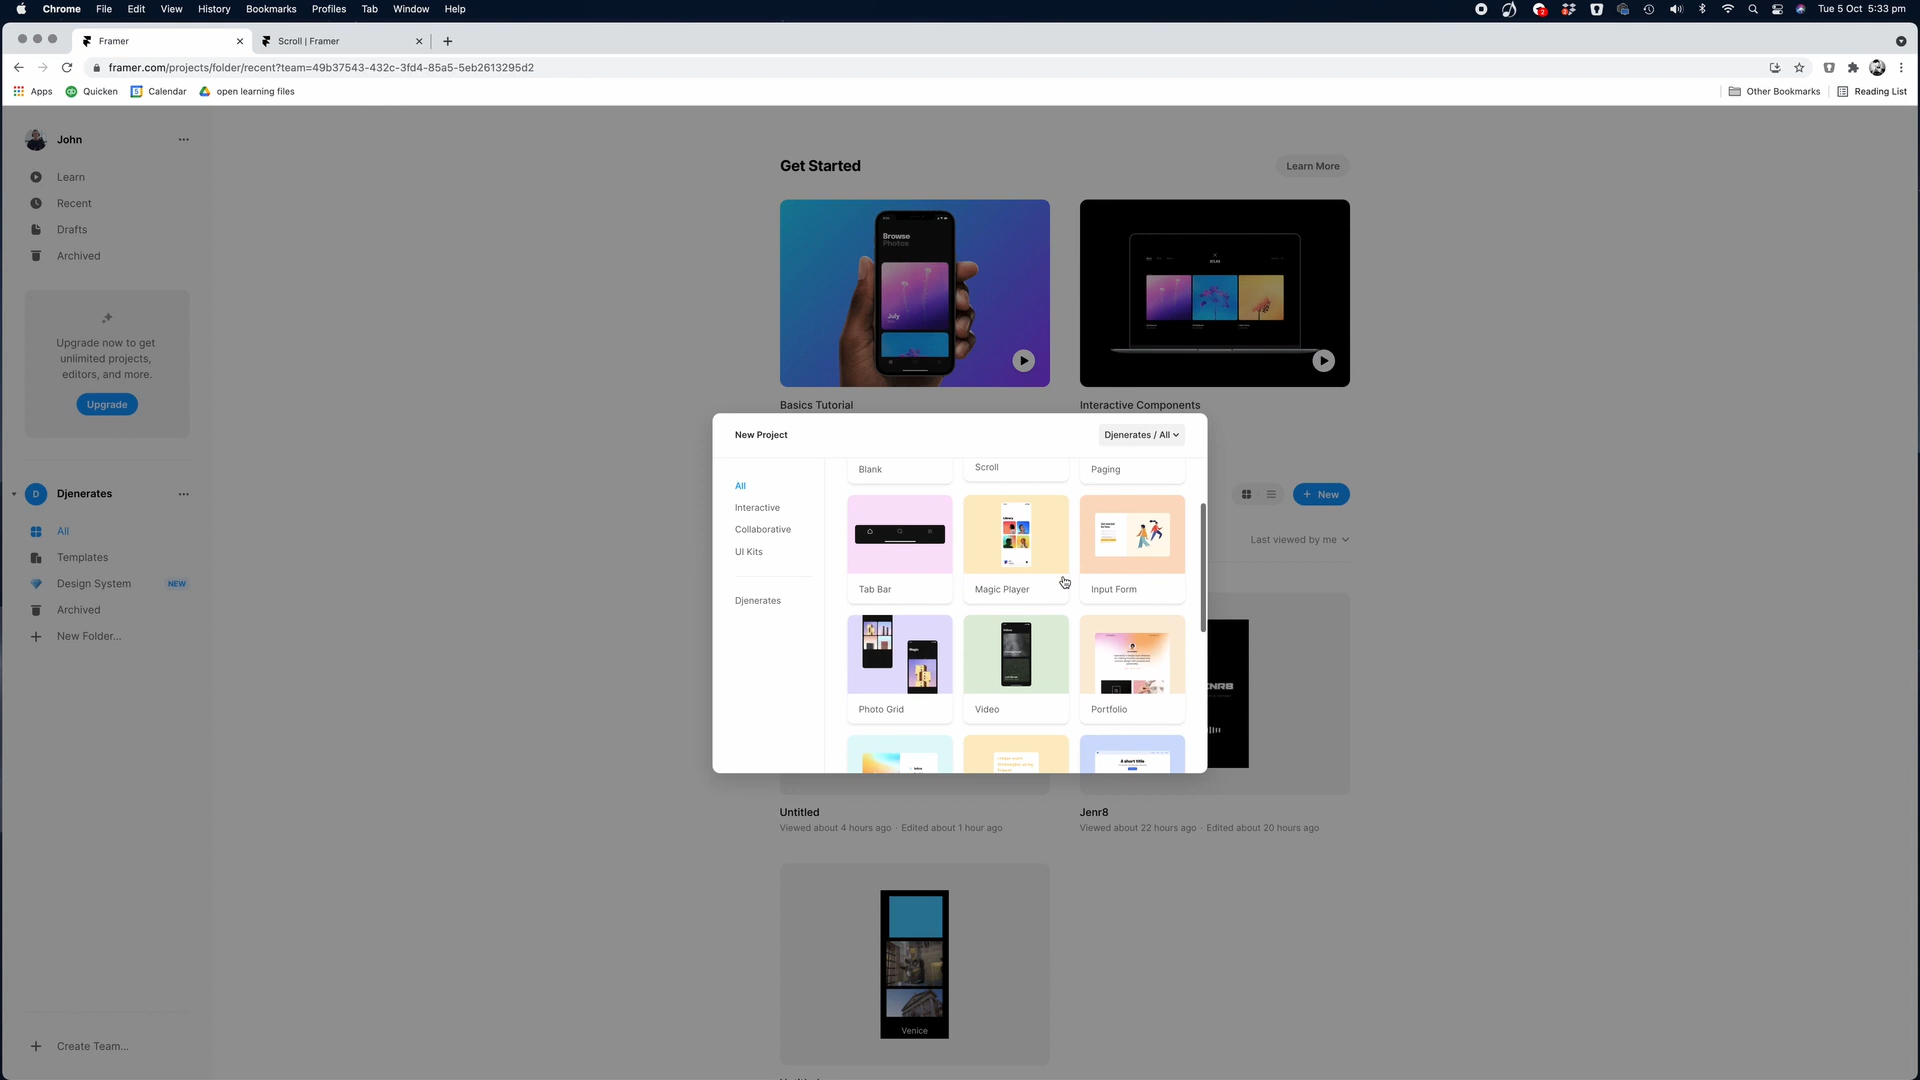 Chrome File Edit View History Bookmarks Profiles Tab Window Help
2
Tue 5 Oct 5:33 pm
Framer
Scroll | Framer
framer.com/projects/folder/recent?team=49b37543-432c-3fd4-85a5-5eb2613295d2
Apps Quicken Calendar open learning files
Other Bookmarks Reading List
John
Learn
Recent
Drafts
Archived
Upgrade now to get
unlimited projects,
editors, and more.
Upgrade
D Djenerates
All
Templates
Design System NEW
Archived
New Folder...
Create Team...
Get Started
Learn More
Browse
Photos
July
Basics Tutorial
Interactive Components
New
Last viewed by me
New Project
Djenerates / All
All
Interactive
Collaborative
UI Kits
Djenerates
Blank
Scroll
Paging
Tab Bar
Magic Player
Input Form
Photo Grid
Video
Portfolio
A short title
Untitled
Viewed about 4 hours ago · Edited about 1 hour ago
Jenr8
Viewed about 22 hours ago · Edited about 20 hours ago
Venice